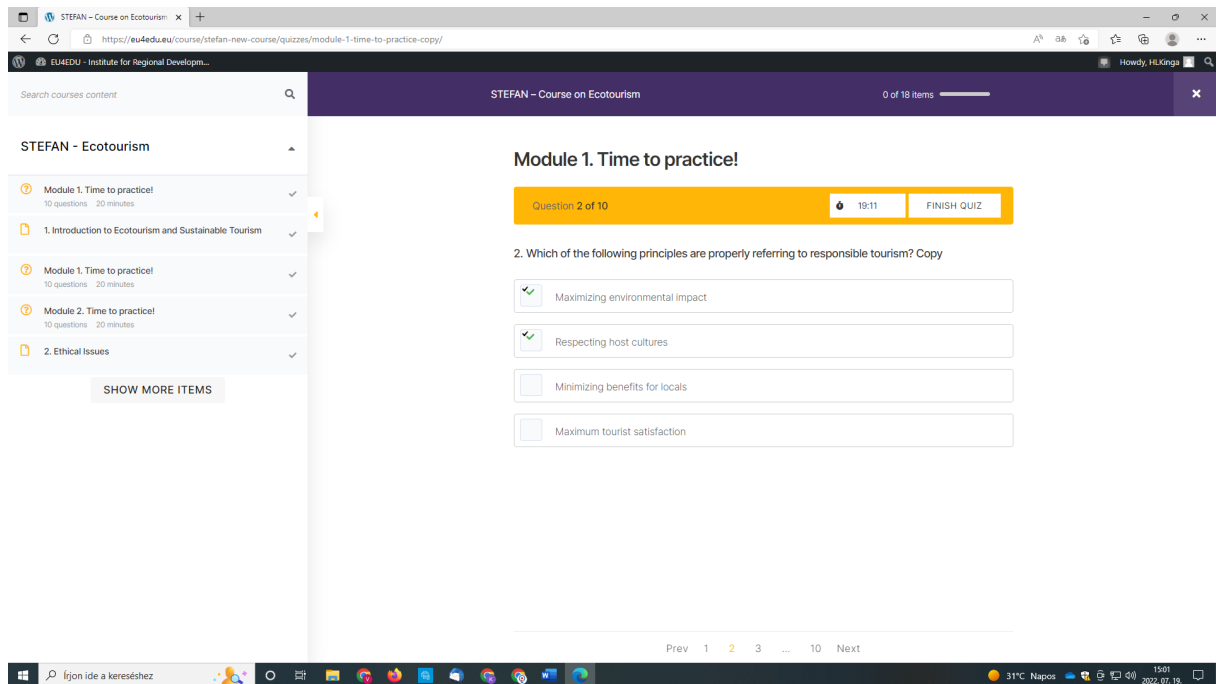 STEFAN – Course on Ecotourism
https://eu4edu.eu/course/stefan-new-course/quizzes/module-1-time-to-practice-copy/
EU4EDU - Institute for Regional Developm...
Howdy, HLKinga
Search courses content
STEFAN – Course on Ecotourism
0 of 18 items
STEFAN - Ecotourism
Module 1. Time to practice!
10 questions 20 minutes
1. Introduction to Ecotourism and Sustainable Tourism
Module 1. Time to practice!
10 questions 20 minutes
Module 2. Time to practice!
10 questions 20 minutes
2. Ethical Issues
SHOW MORE ITEMS
Module 1. Time to practice!
Question 2 of 10
19:11
FINISH QUIZ
2. Which of the following principles are properly referring to responsible tourism? Copy
Maximizing environmental impact
Respecting host cultures
Minimizing benefits for locals
Maximum tourist satisfaction
Prev 1 2 3 ... 10 Next
Írjon ide a kereséshez
31°C Napos
15:01
2022. 07. 19.